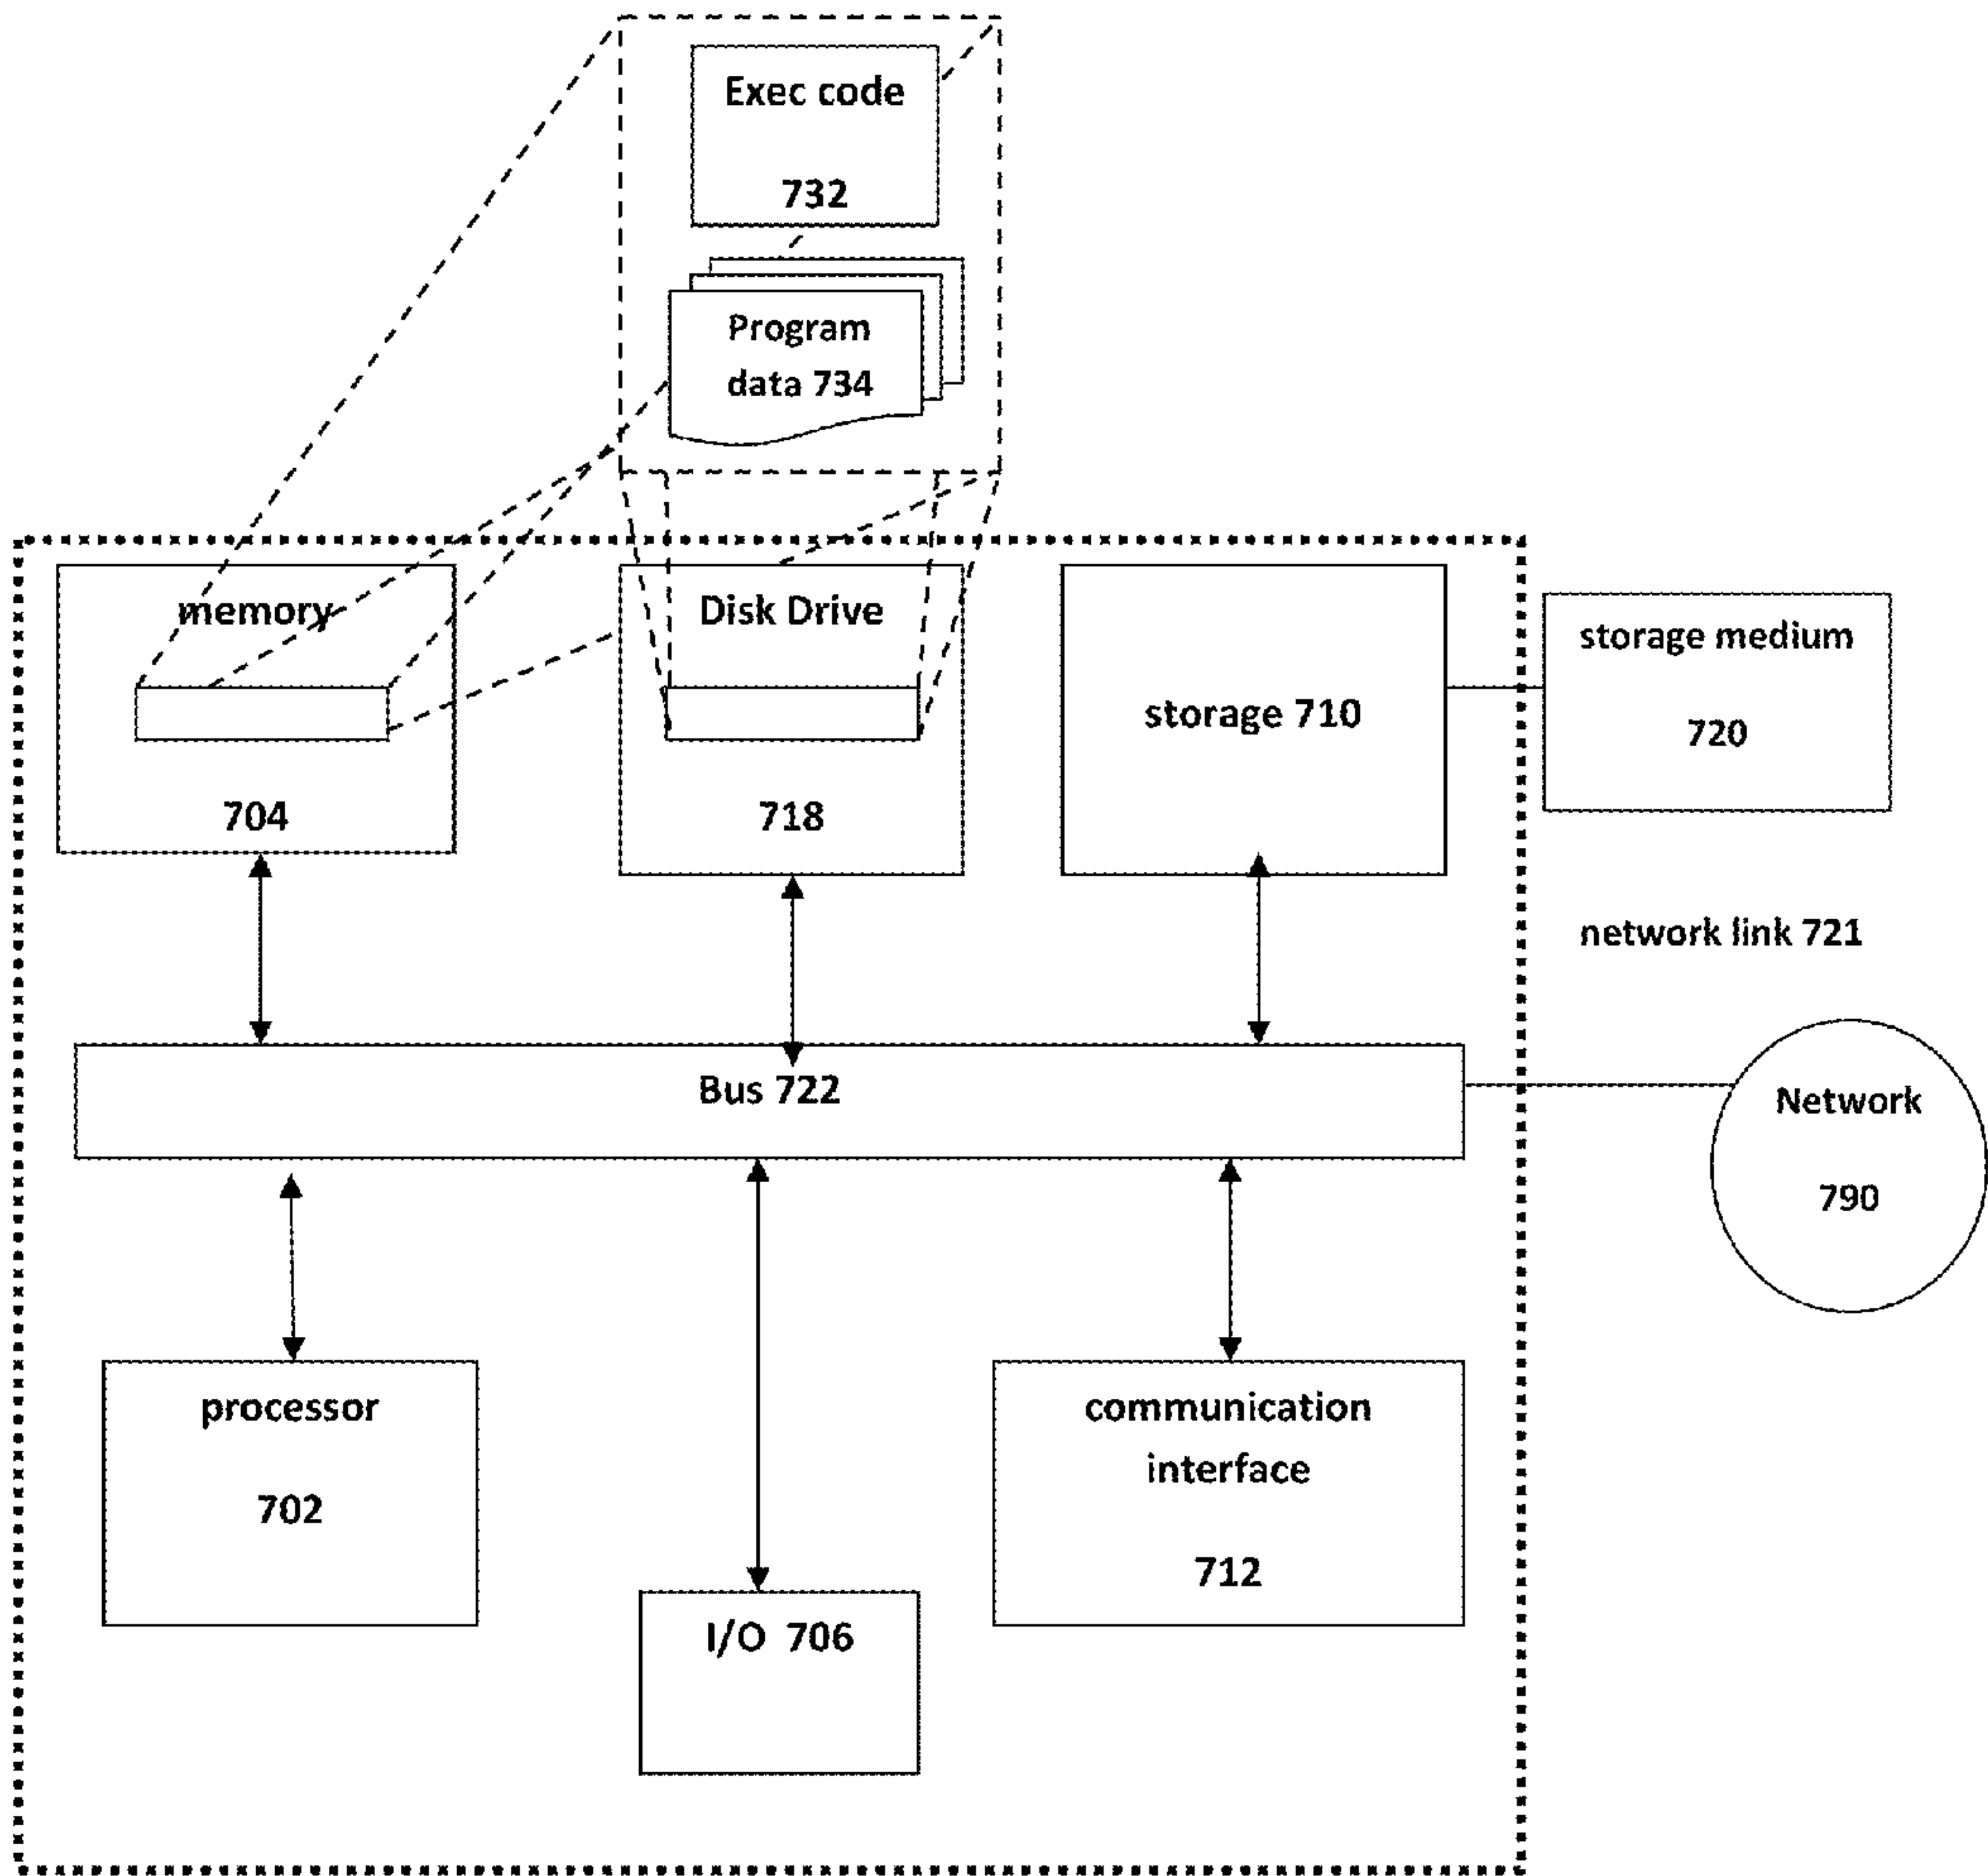 Exec code
732
Program
data 734
memory
704
Disk Drive
718
storage 710
storage medium
720
network link 721
Bus 722
Network
790
processor
702
I/O 706
communication
interface
712